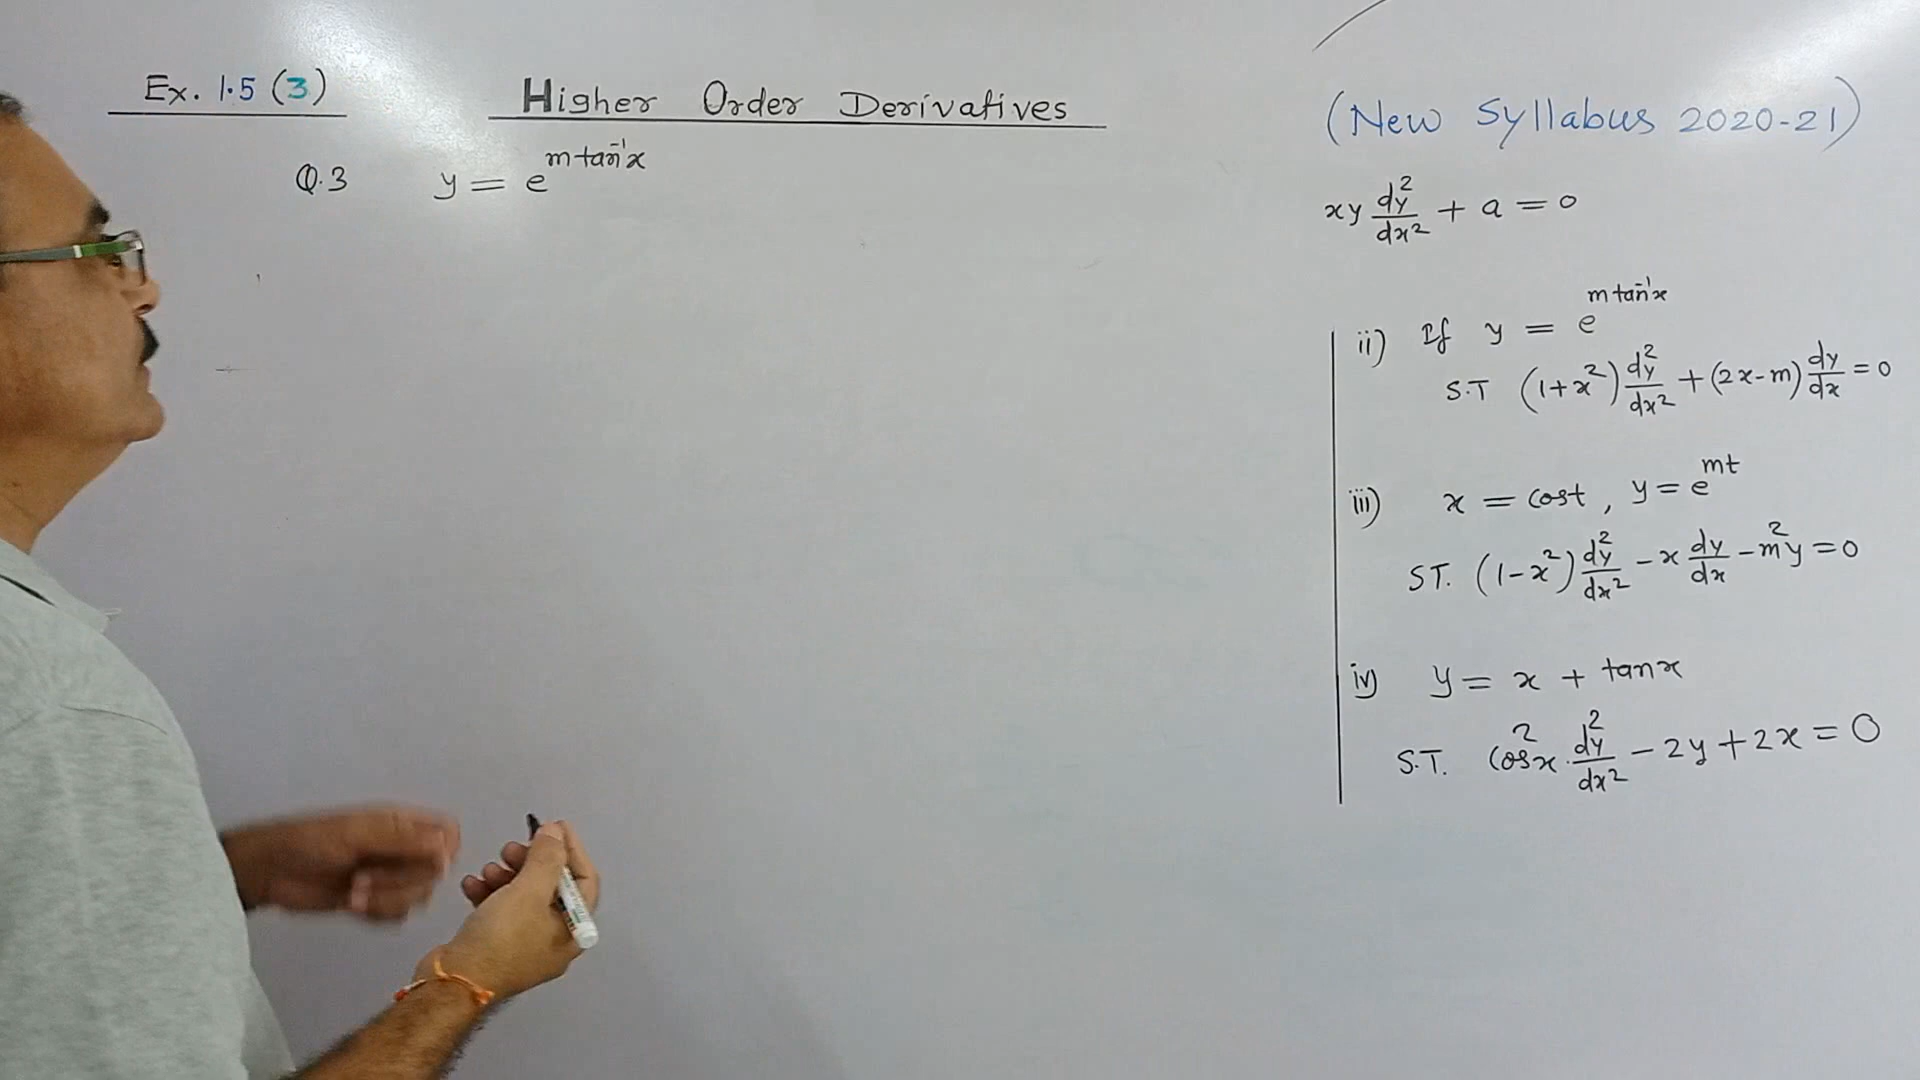 Ex. 1.5 (3)
Higher Order Derivatives
(New Syllabus 2020-21)
Q.3 y = e^(m tan⁻¹x)
xy d²y/dx² + a = 0
ii) If y = e^(m tan⁻¹x)
S.T (1+x²) d²y/dx² + (2x-m) dy/dx = 0
iii) x = cost, y = e^(mt)
ST. (1-x²) d²y/dx² - x dy/dx - m²y = 0
iv) y = x + tanx
S.T. cos²x . d²y/dx² - 2y + 2x = 0